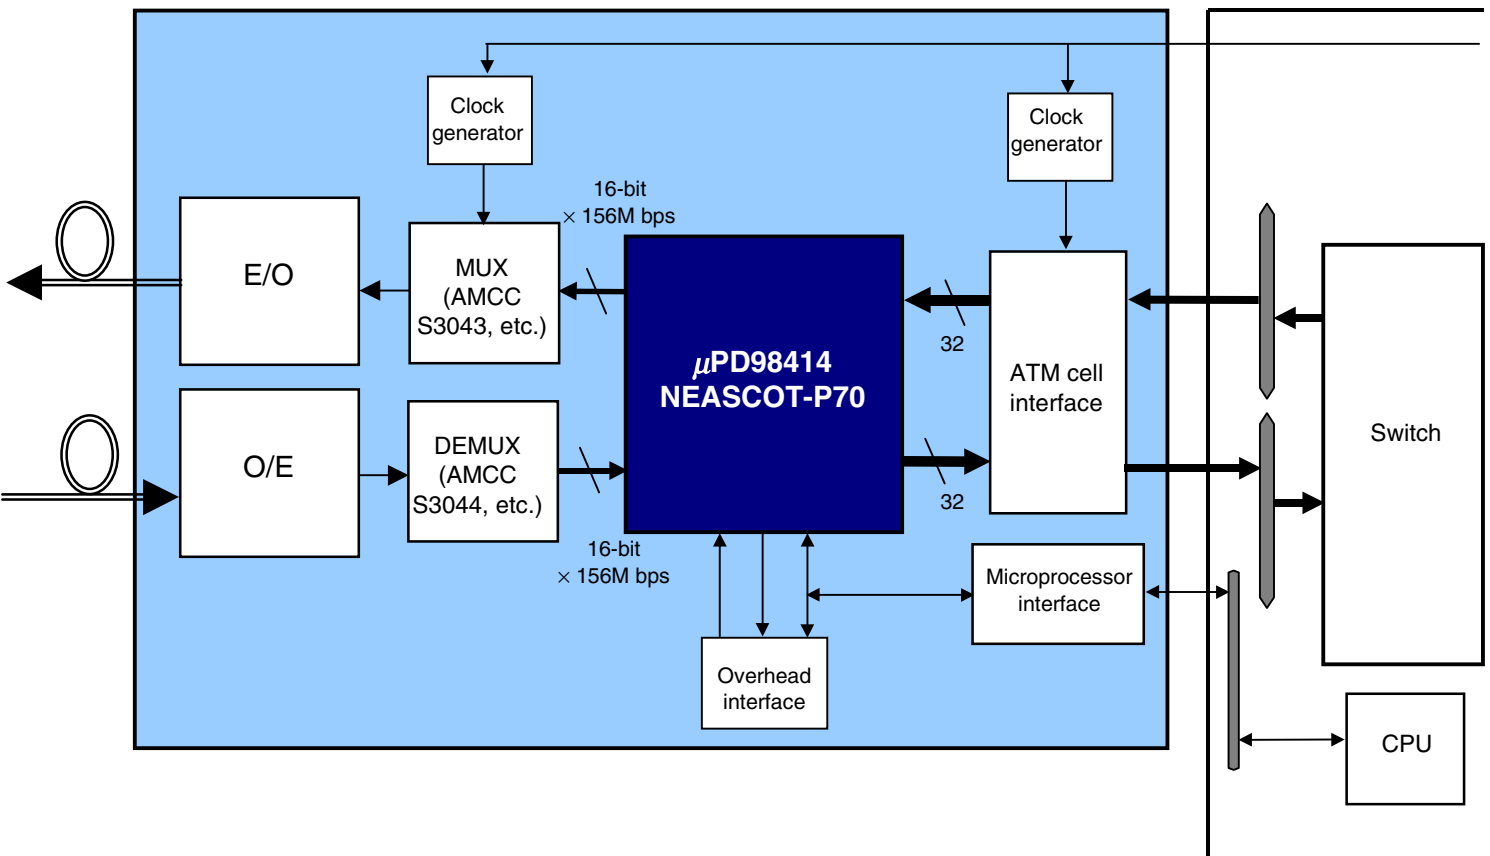 Clock
generator
Clock
generator
16-bit
× 156M bps
E/O
MUX
(AMCC
S3043, etc.)
μPD98414
NEASCOT-P70
32
ATM cell
interface
Switch
O/E
DEMUX
(AMCC
S3044, etc.)
32
16-bit
× 156M bps
Microprocessor
interface
Overhead
interface
CPU